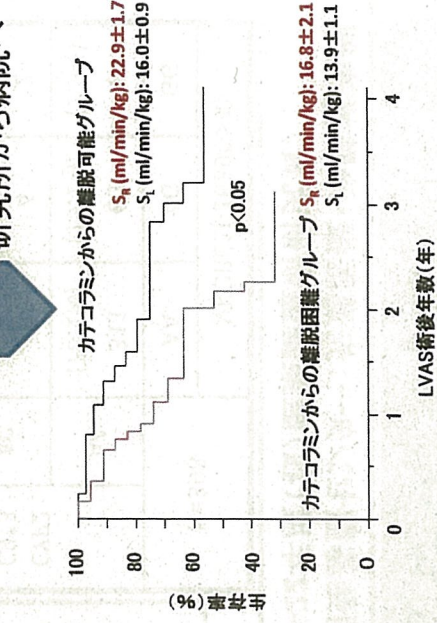 研究所から病院へ
カテコラミンからの離脱可能グループ
SR (ml/min/kg): 22.9±1.7
SL (ml/min/kg): 16.0±0.9
p<0.05
カテコラミンからの離脱困難グループ
SR (ml/min/kg): 16.8±2.1
SL (ml/min/kg): 13.9±1.1
生存率(%)
100
80
60
40
20
0
0 1 2 3 4
LVAS術後年数(年)